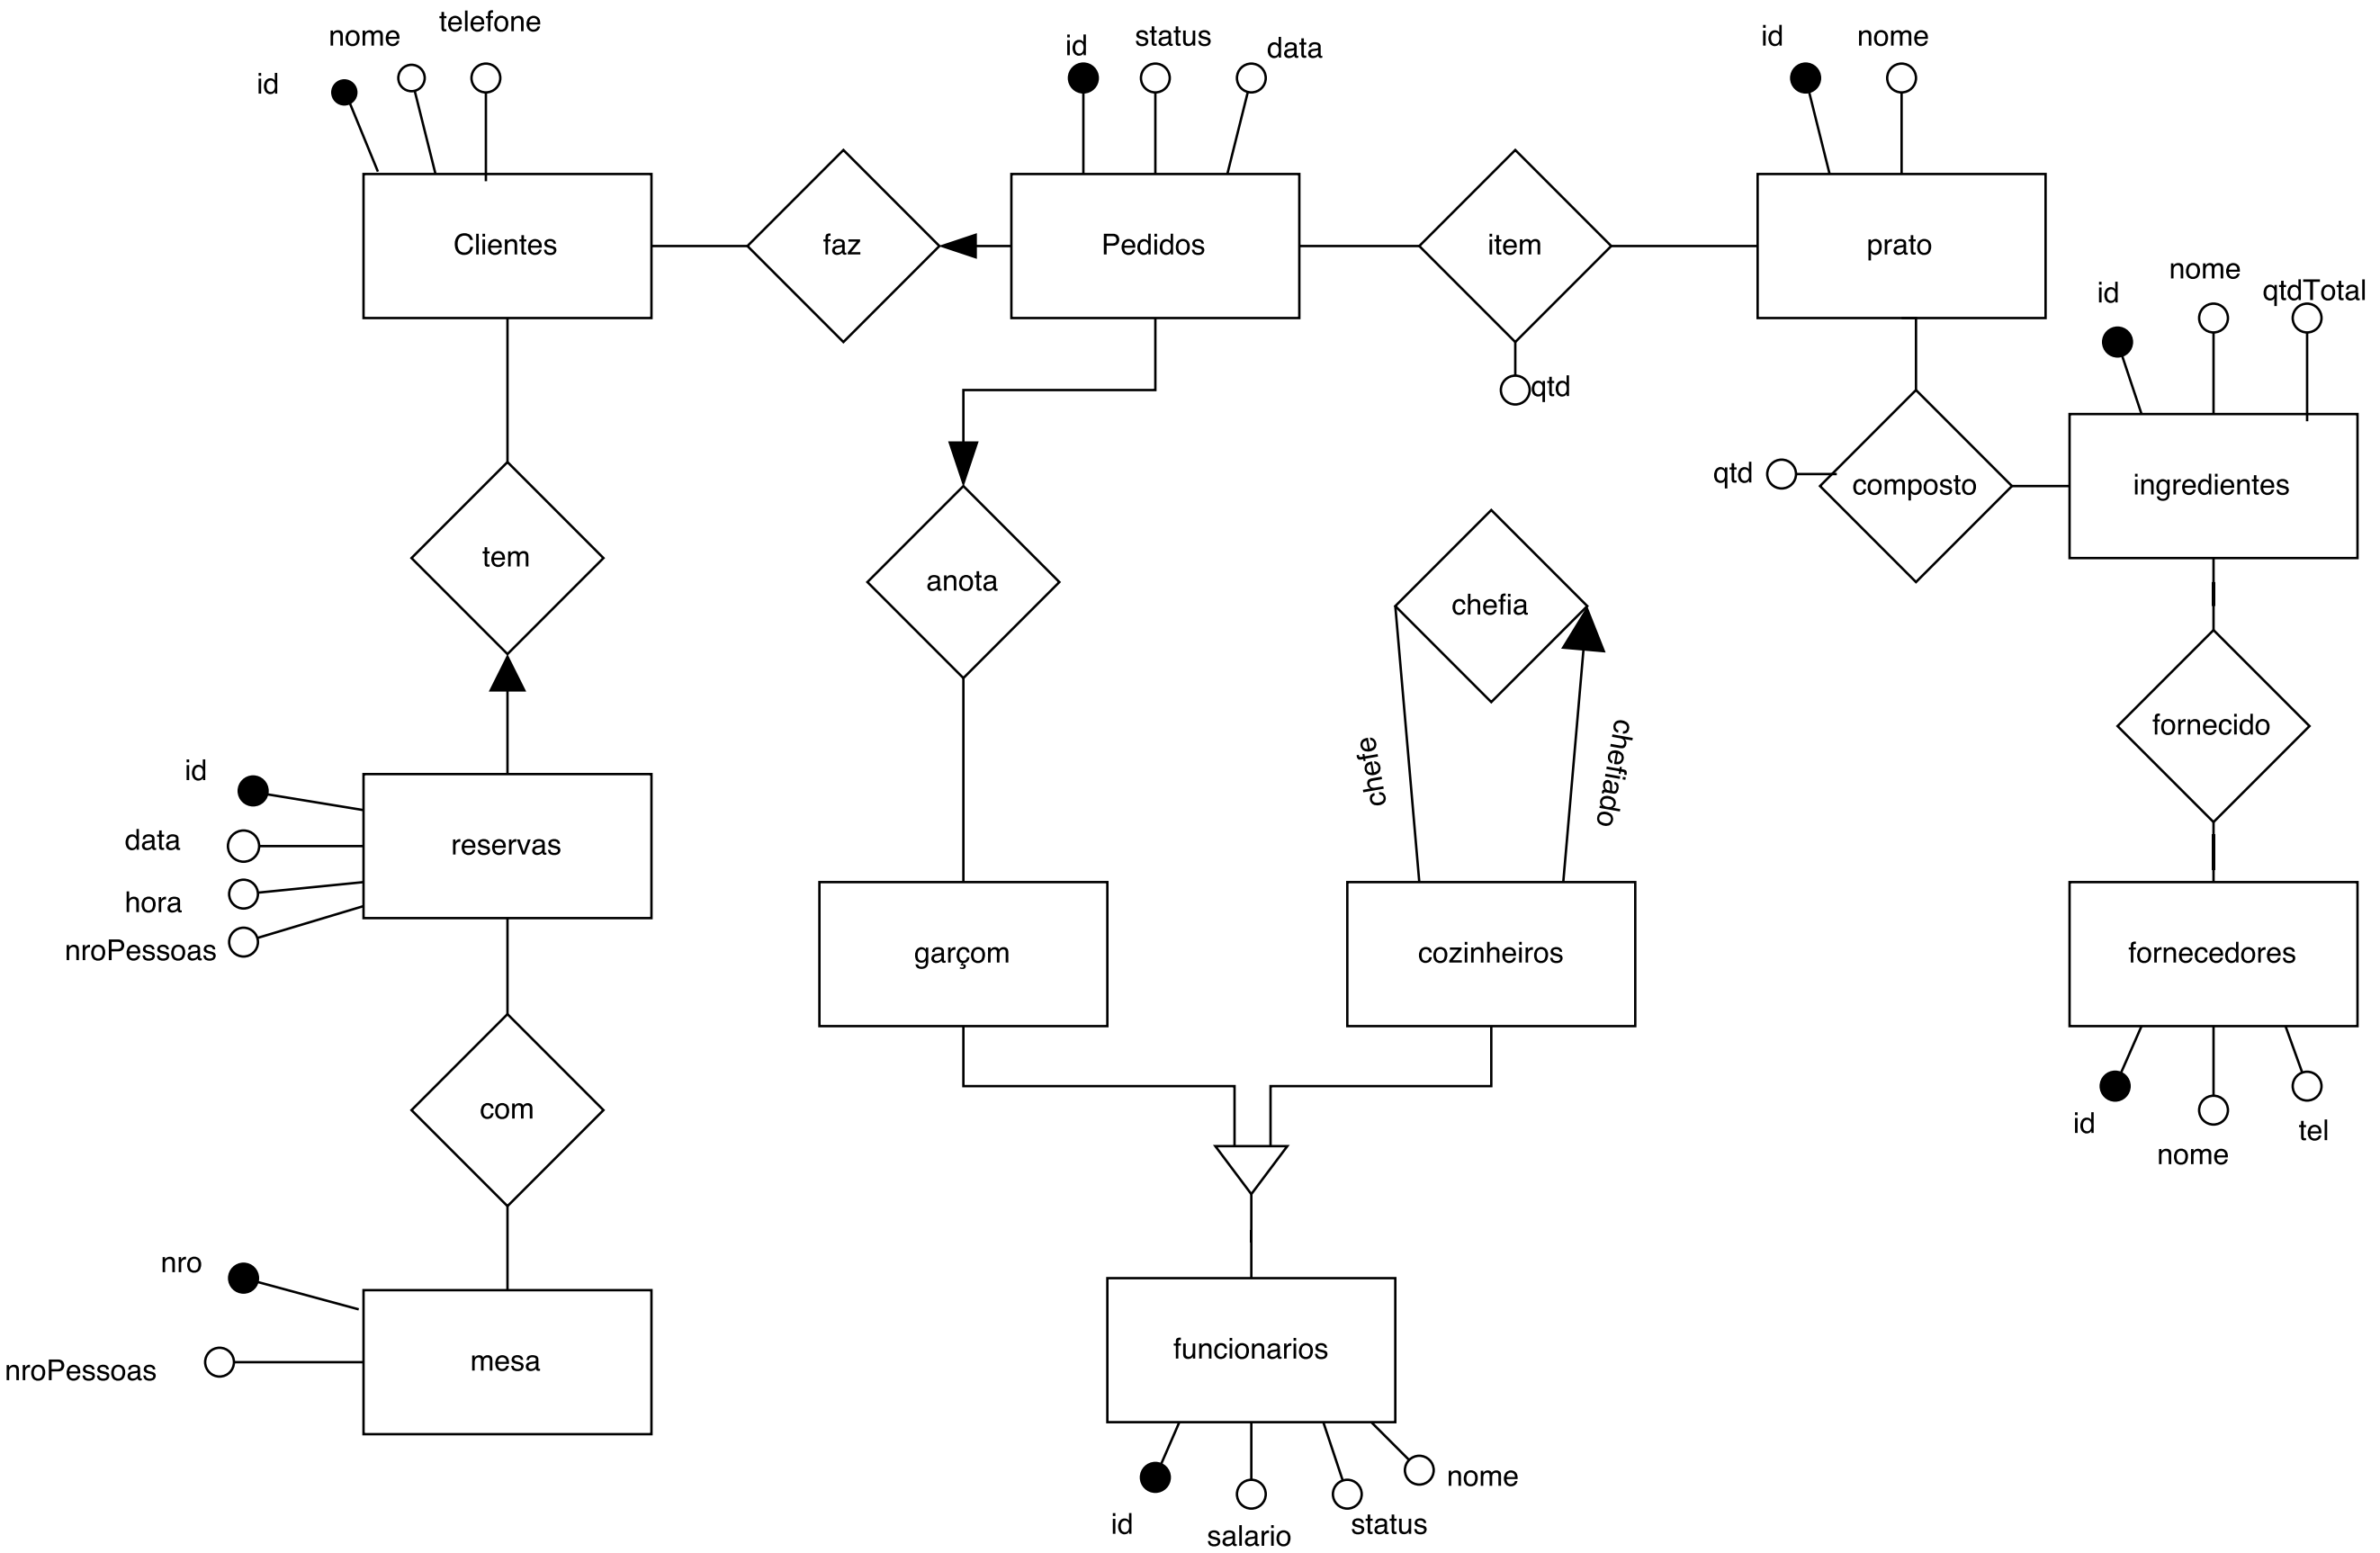 telefone
nome
id
id
status
data
id
nome
Clientes
faz
Pedidos
item
prato
qtd
id
nome
qtdTotal
qtd
composto
ingredientes
tem
anota
chefia
chefe
chefiado
fornecido
id
data
hora
nroPessoas
reservas
garçom
cozinheiros
fornecedores
id
nome
tel
com
nro
nroPessoas
mesa
funcionarios
id
salario
status
nome